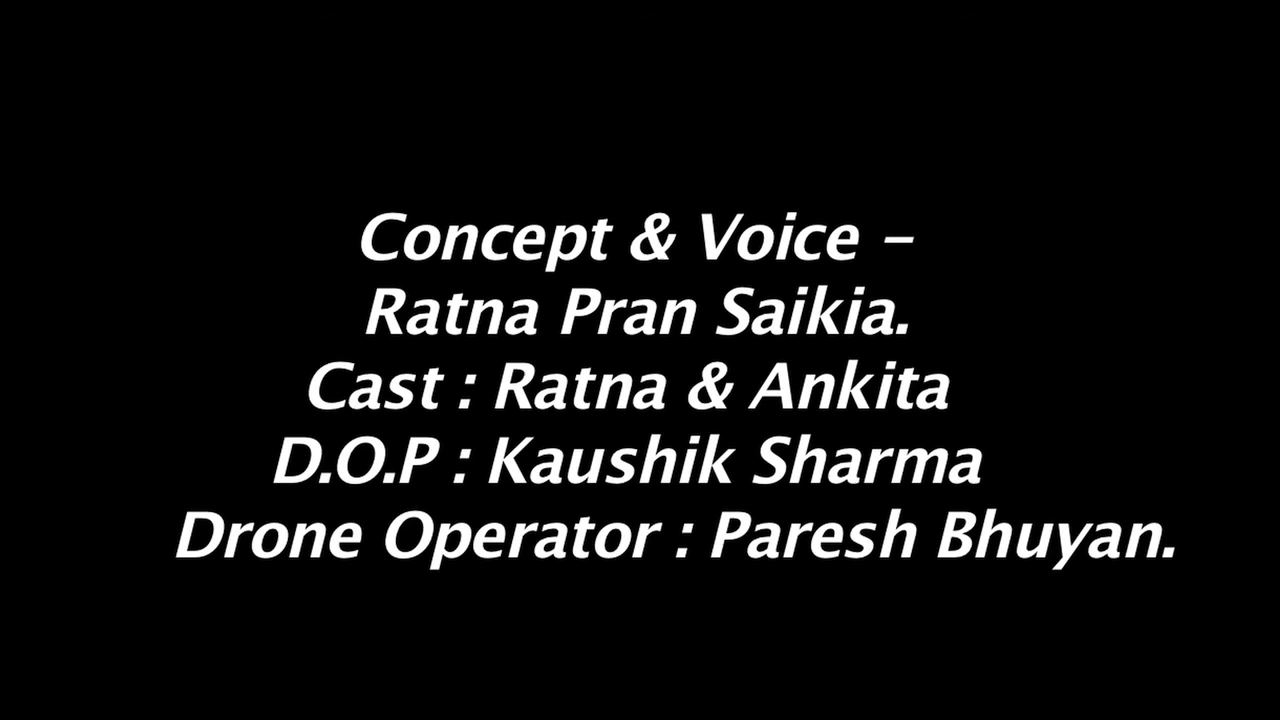 Concept & Voice –
Ratna Pran Saikia.
Cast : Ratna & Ankita
D.O.P : Kaushik Sharma
Drone Operator : Paresh Bhuyan.